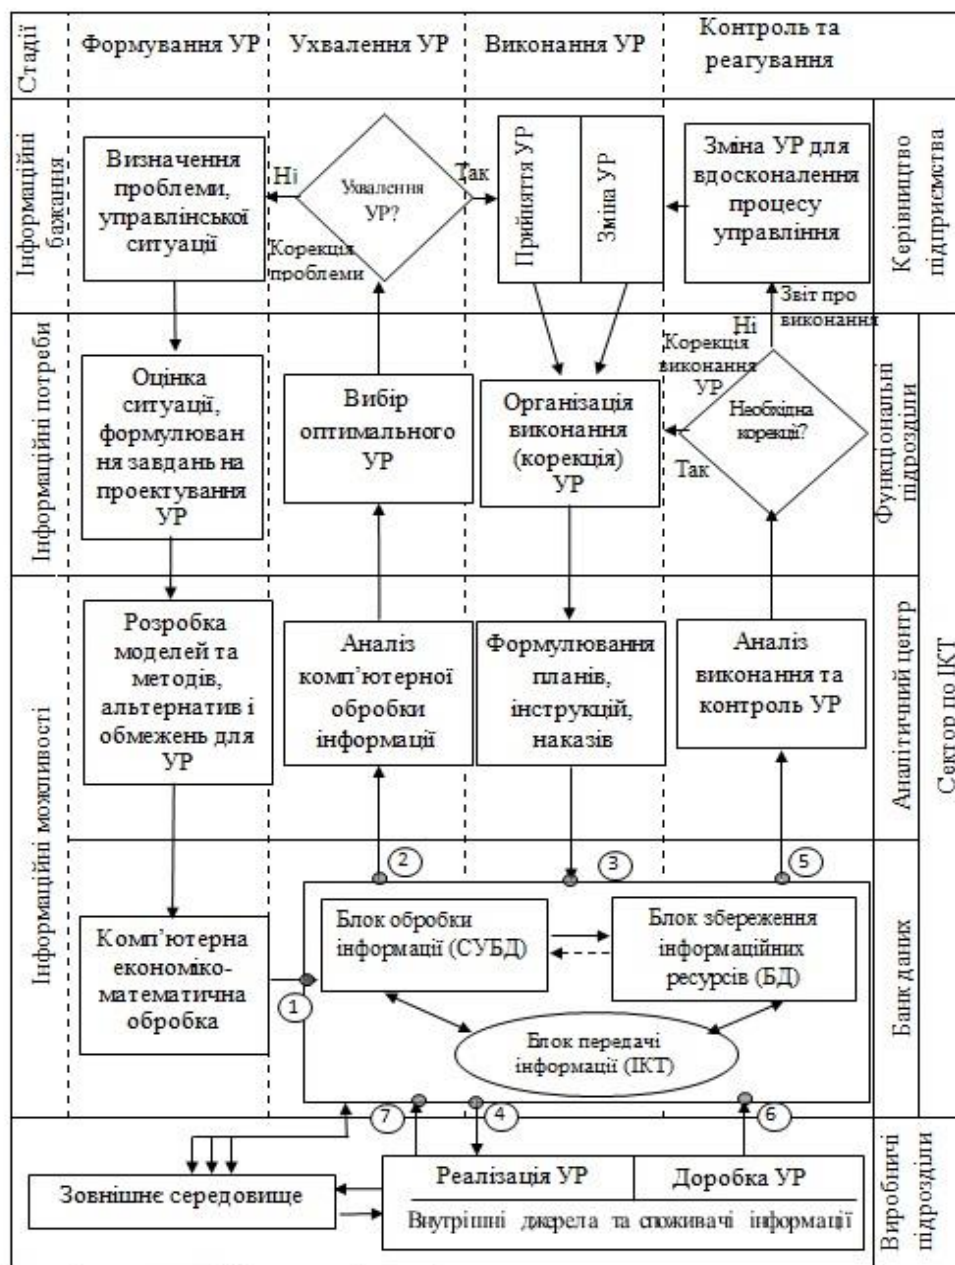 Стадії
Формування УР
Ухвалення УР
Виконання УР
Контроль та
реагування
Інформаційні
бажання
Визначення
проблеми,
управлінської
ситуації
Ні
Ухвалення
УР?
Так
Корекція
проблеми
Прийняття УР
Зміна УР
Зміна УР для
вдосконалення
процесу
управління
Керівництво
підприємства
Звіт про
виконання
Ні
Інформаційні потреби
Оцінка
ситуації,
формулюван
ня завдань на
проектування
УР
Вибір
оптимального
УР
Організація
виконання
(корекція)
УР
Корекція
виконання
УР
Необхідна
корекції?
Так
Функціональні
підрозділи
Інформаційні можливості
Розробка
моделей та
методів,
альтернатив і
обмежень для
УР
Аналіз
комп’ютерної
обробки
інформації
Формулювання
планів,
інструкцій,
наказів
Аналіз
виконання та
контроль УР
Аналітичний центр
Сектор по ІКТ
2
3
5
Комп’ютерна
економіко-
математична
обробка
1
Блок обробки
інформації (СУБД)
Блок збереження
інформаційних
ресурсів (БД)
Блок передачі
інформації (ІКТ)
Банк даних
7
4
6
Зовнішнє середовище
Реалізація УР
Доробка УР
Внутрішні джерела та споживачі інформації
Виробничі
підрозділи